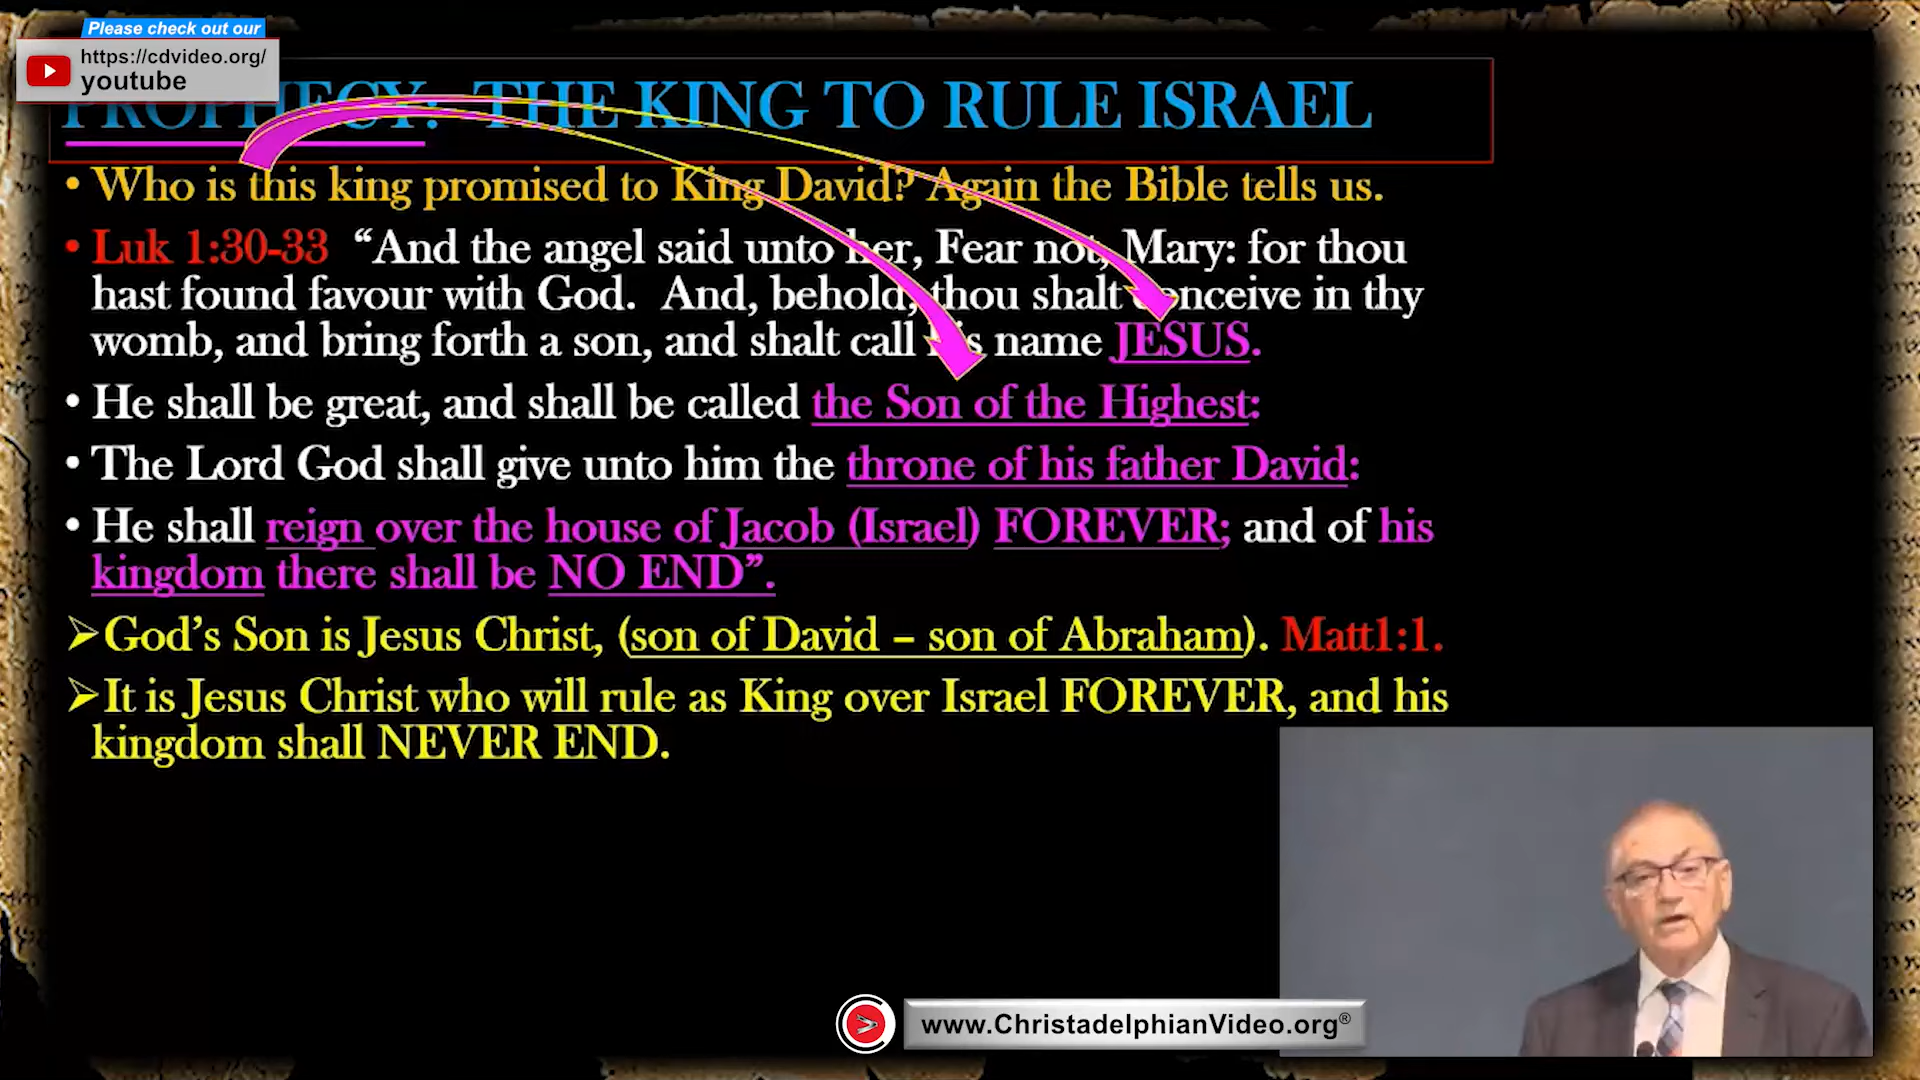 Please check out our
https://cdvideo.org/
youtube
PROPHECY: THE KING TO RULE ISRAEL
• Who is this king promised to King David? Again the Bible tells us.
• Luk 1:30-33 “And the angel said unto her, Fear not, Mary: for thou
hast found favour with God. And, behold, thou shalt conceive in thy
womb, and bring forth a son, and shalt call his name JESUS.
• He shall be great, and shall be called the Son of the Highest:
• The Lord God shall give unto him the throne of his father David:
• He shall reign over the house of Jacob (Israel) FOREVER; and of his
kingdom there shall be NO END”.
➢God’s Son is Jesus Christ, (son of David – son of Abraham). Matt1:1.
➢It is Jesus Christ who will rule as King over Israel FOREVER, and his
kingdom shall NEVER END.
www.ChristadelphianVideo.org®